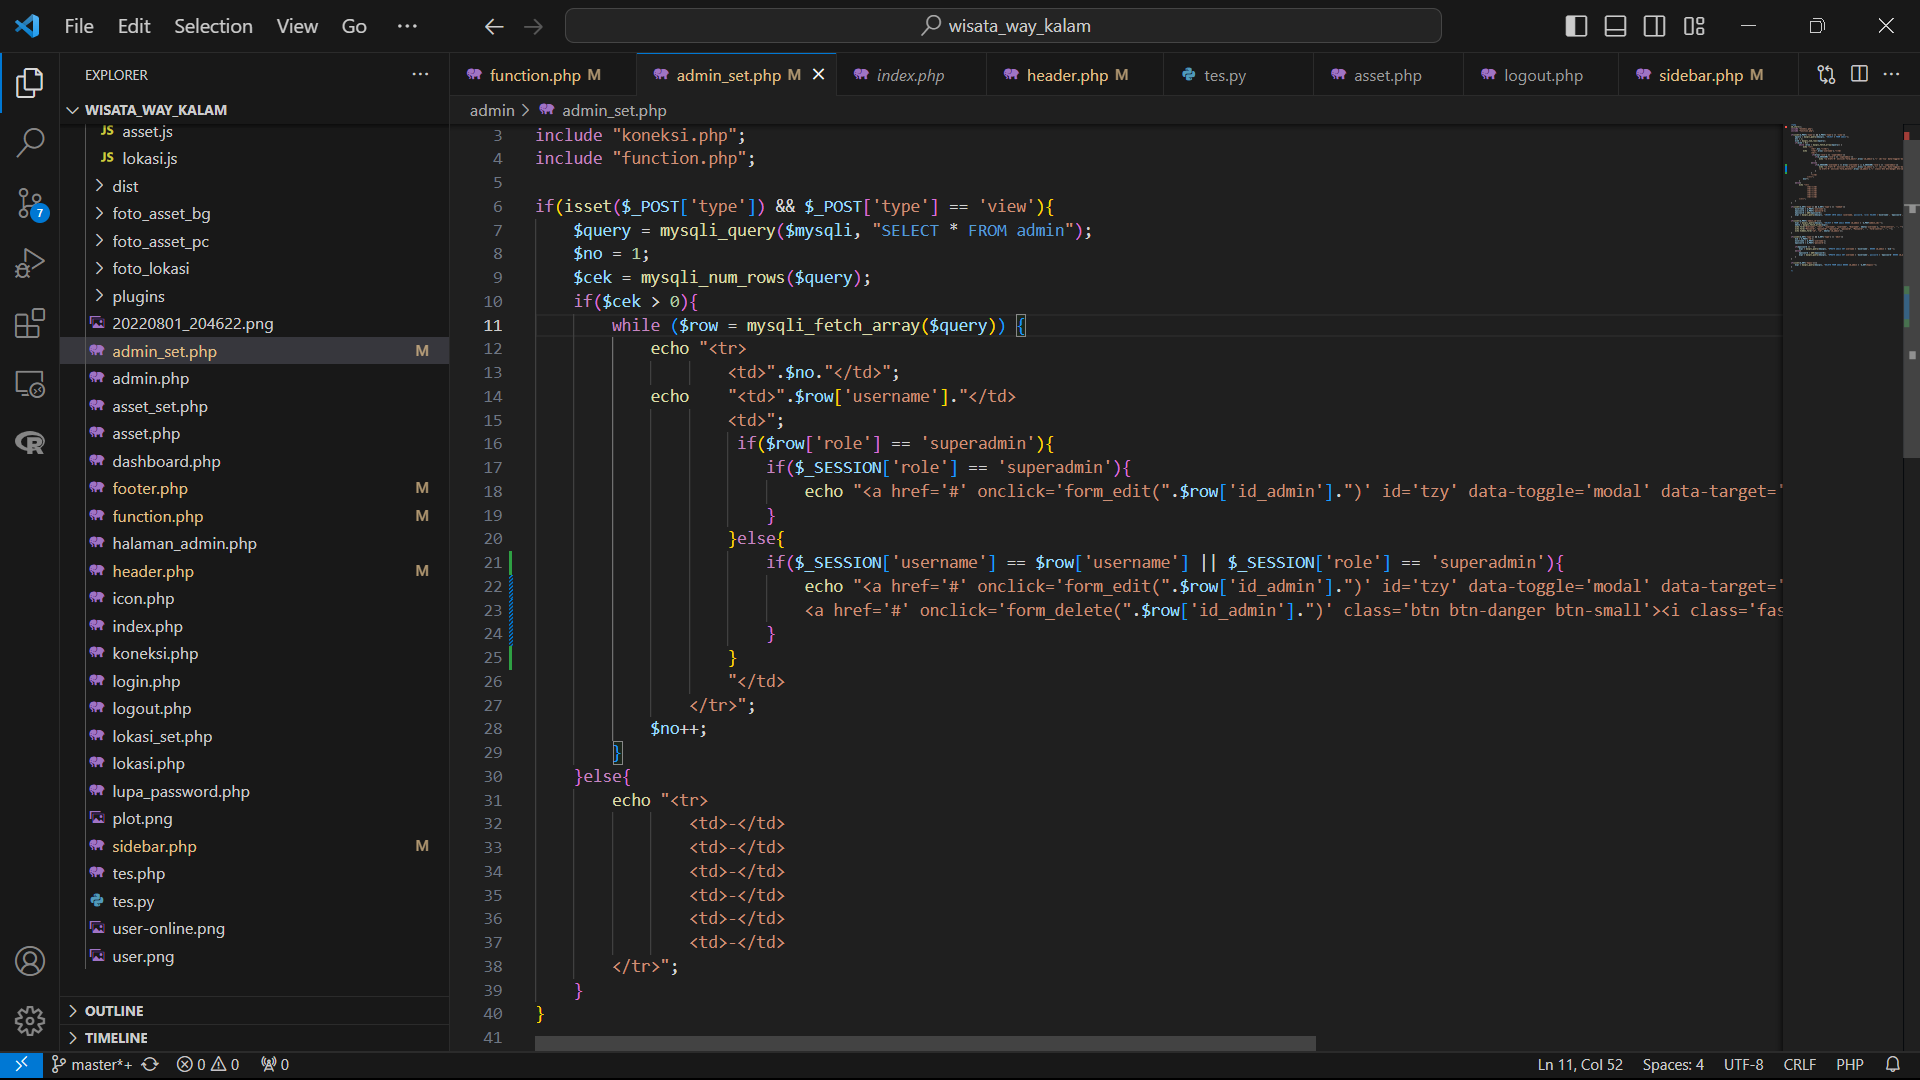 File Edit Selection View Go ···
wisata_way_kalam
EXPLORER ···
WISATA_WAY_KALAM
JS asset.js
JS lokasi.js
dist
foto_asset_bg
foto_asset_pc
foto_lokasi
plugins
20220801_204622.png
admin_set.php M
admin.php
asset_set.php
asset.php
dashboard.php
footer.php M
function.php M
halaman_admin.php
header.php M
icon.php
index.php
koneksi.php
login.php
logout.php
lokasi_set.php
lokasi.php
lupa_password.php
plot.png
sidebar.php M
tes.php
tes.py
user-online.png
user.png
OUTLINE
TIMELINE
7
R
function.php M admin_set.php M index.php header.php M tes.py asset.php logout.php sidebar.php M ···
admin > admin_set.php
3 include "koneksi.php";
4 include "function.php";
5
6 if(isset($_POST['type']) && $_POST['type'] == 'view'){
7 $query = mysqli_query($mysqli, "SELECT * FROM admin");
8 $no = 1;
9 $cek = mysqli_num_rows($query);
10 if($cek > 0){
11 while ($row = mysqli_fetch_array($query)) {
12 echo "<tr>
13 <td>".$no."</td>";
14 echo "<td>".$row['username']."</td>
15 <td>";
16 if($row['role'] == 'superadmin'){
17 if($_SESSION['role'] == 'superadmin'){
18 echo "<a href='#' onclick='form_edit(".$row['id_admin'].")' id='tzy' data-toggle='modal' data-target='
19 }
20 }else{
21 if($_SESSION['username'] == $row['username'] || $_SESSION['role'] == 'superadmin'){
22 echo "<a href='#' onclick='form_edit(".$row['id_admin'].")' id='tzy' data-toggle='modal' data-target='
23 <a href='#' onclick='form_delete(".$row['id_admin'].")' class='btn btn-danger btn-small'><i class='fas
24 }
25 }
26 "</td>
27 </tr>";
28 $no++;
29 }
30 }else{
31 echo "<tr>
32 <td>-</td>
33 <td>-</td>
34 <td>-</td>
35 <td>-</td>
36 <td>-</td>
37 <td>-</td>
38 </tr>";
39 }
40 }
41
master*+ 0 0 0 Ln 11, Col 52 Spaces: 4 UTF-8 CRLF PHP